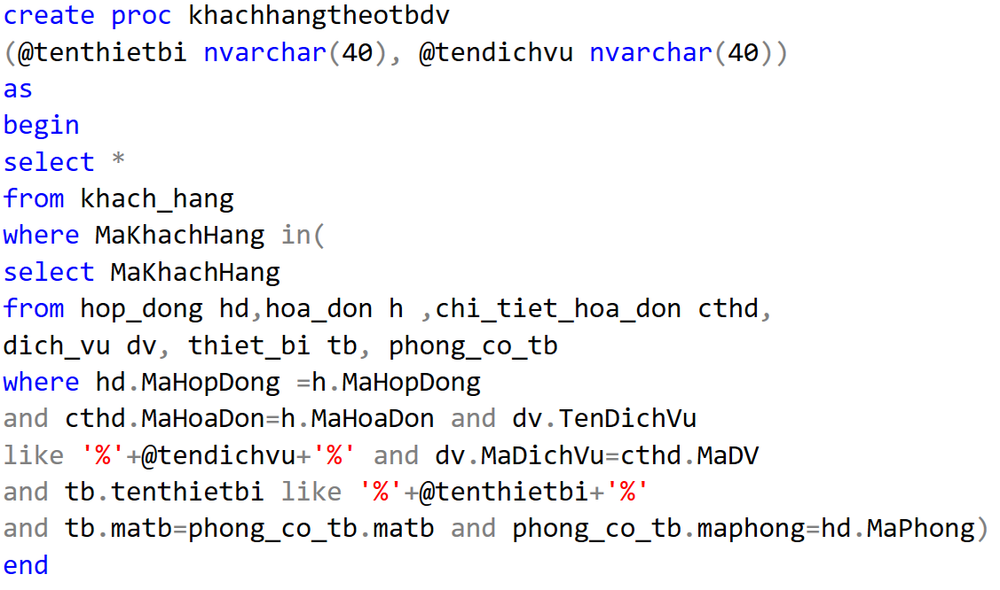 create proc khachhangtheotbdv
(@tenthietbi nvarchar(40), @tendichvu nvarchar(40))
as
begin
select *
from khach_hang
where MaKhachHang in(
select MaKhachHang
from hop_dong hd,hoa_don h ,chi_tiet_hoa_don cthd,
dich_vu dv, thiet_bi tb, phong_co_tb
where hd.MaHopDong =h.MaHopDong
and cthd.MaHoaDon=h.MaHoaDon and dv.TenDichVu
like '%'+@tendichvu+'%' and dv.MaDichVu=cthd.MaDV
and tb.tenthietbi like '%'+@tenthietbi+'%'
and tb.matb=phong_co_tb.matb and phong_co_tb.maphong=hd.MaPhong)
end